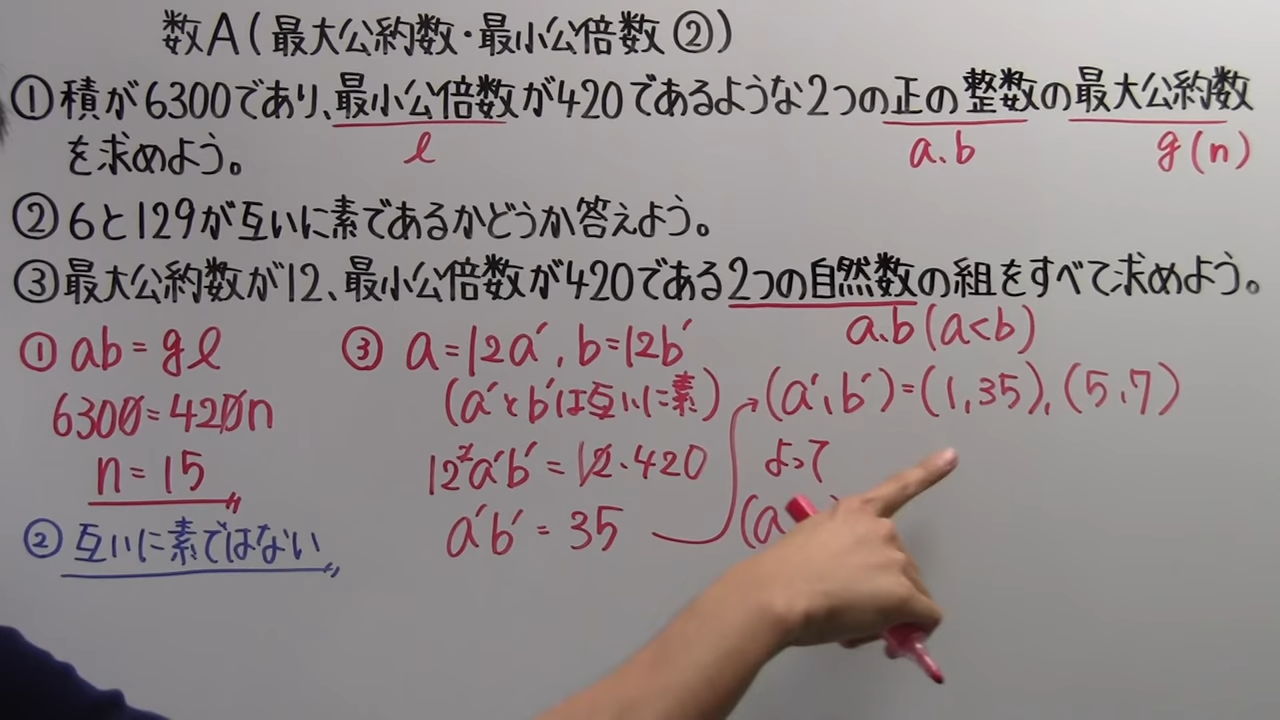 数A(最大公約数・最小公倍数②)
①積が6300であり、最小公倍数が420であるような2つの正の整数の最大公約数
l a.b g(n)
を求めよう。
②6と129が互いに素であるかどうか答えよう。
③最大公約数が12、最小公倍数が420である2つの自然数の組をすべて求めよう。
a.b(a<b)
①ab=gl
6300=420n
n=15
②互いに素ではない
③a=12a′,b=12b′
(a′とb′は互いに素)
12²a′b′=12・420
a′b′=35
(a′,b′)=(1,35),(5,7)
よって
(a